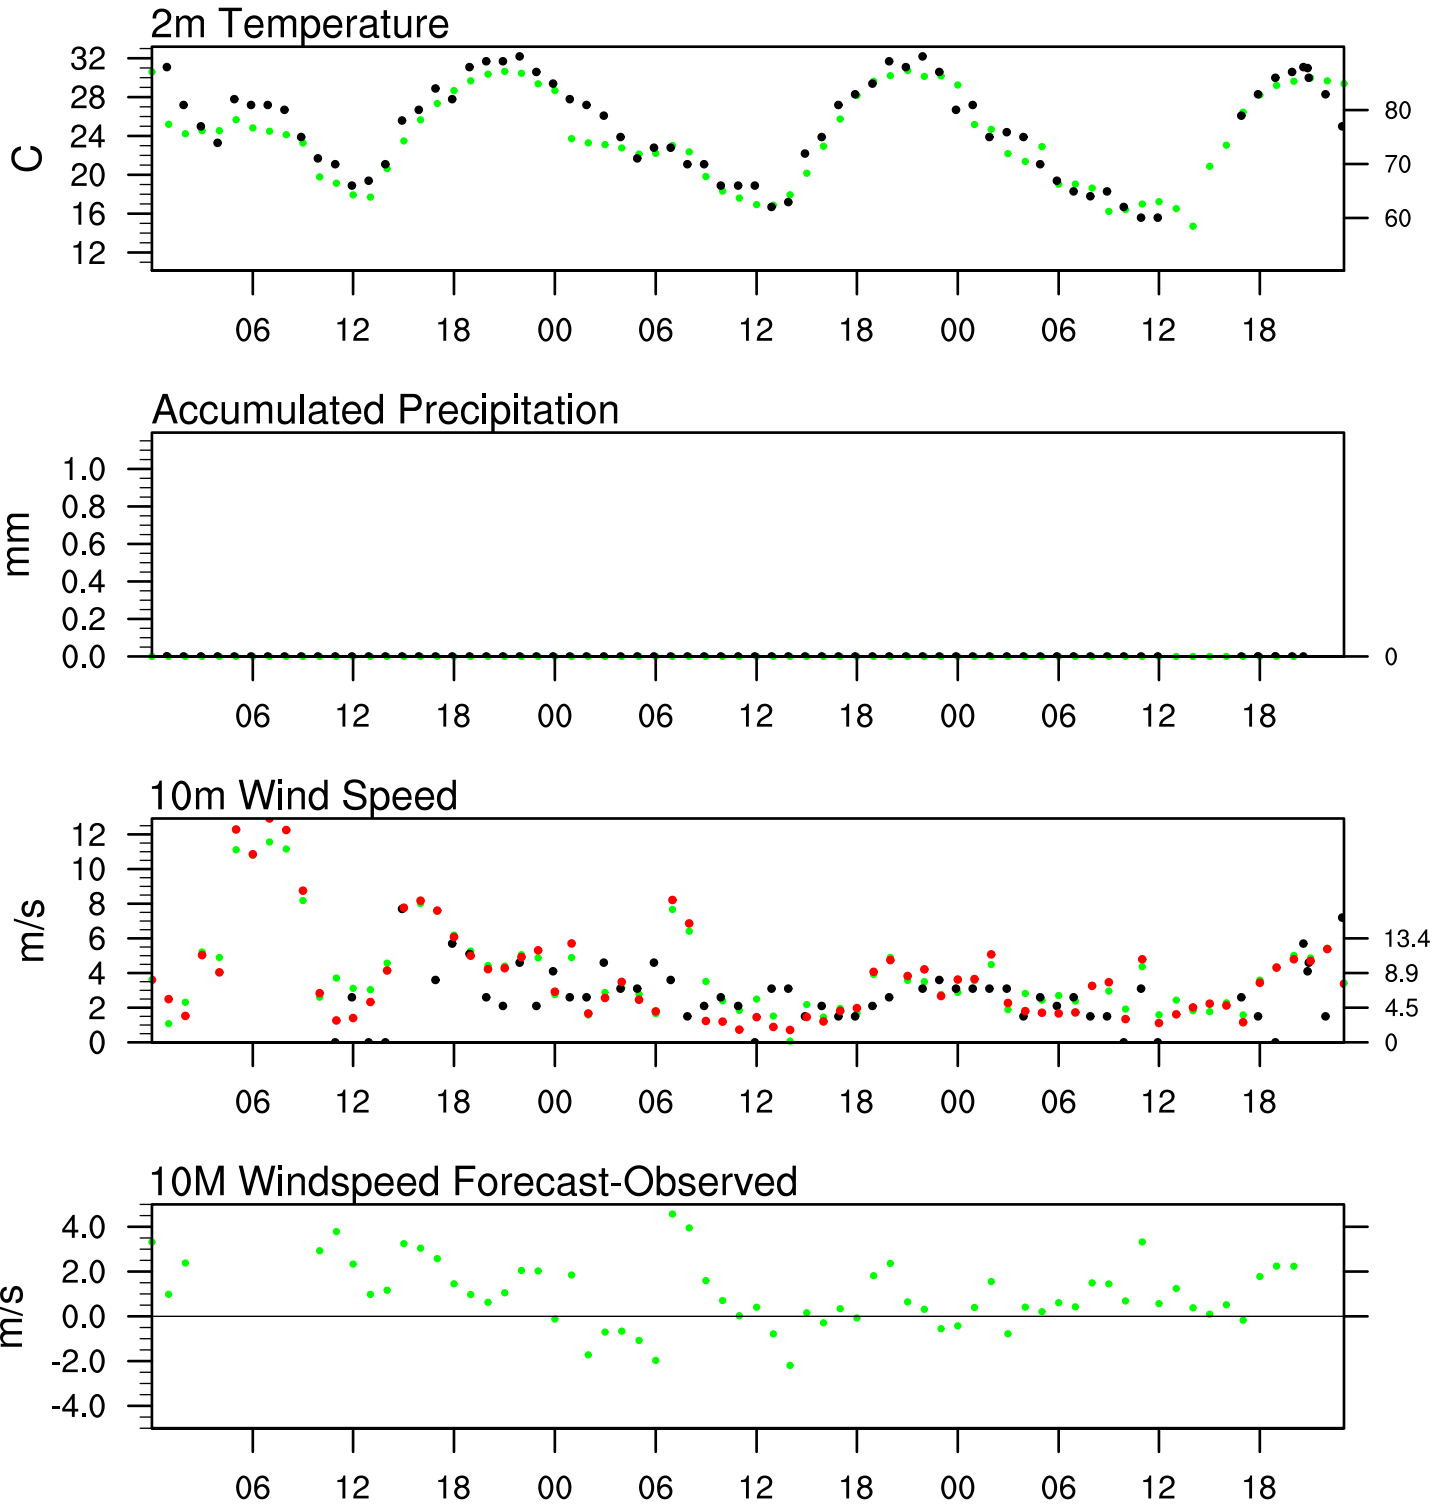 2m Temperature
C
32
28
24
20
16
12
80
70
60
06 12 18 00 06 12 18 00 06 12 18
Accumulated Precipitation
mm
1.0
0.8
0.6
0.4
0.2
0.0
0
06 12 18 00 06 12 18 00 06 12 18
10m Wind Speed
m/s
12
10
8
6
4
2
0
13.4
8.9
4.5
0
06 12 18 00 06 12 18 00 06 12 18
10M Windspeed Forecast-Observed
m/s
4.0
2.0
0.0
-2.0
-4.0
06 12 18 00 06 12 18 00 06 12 18